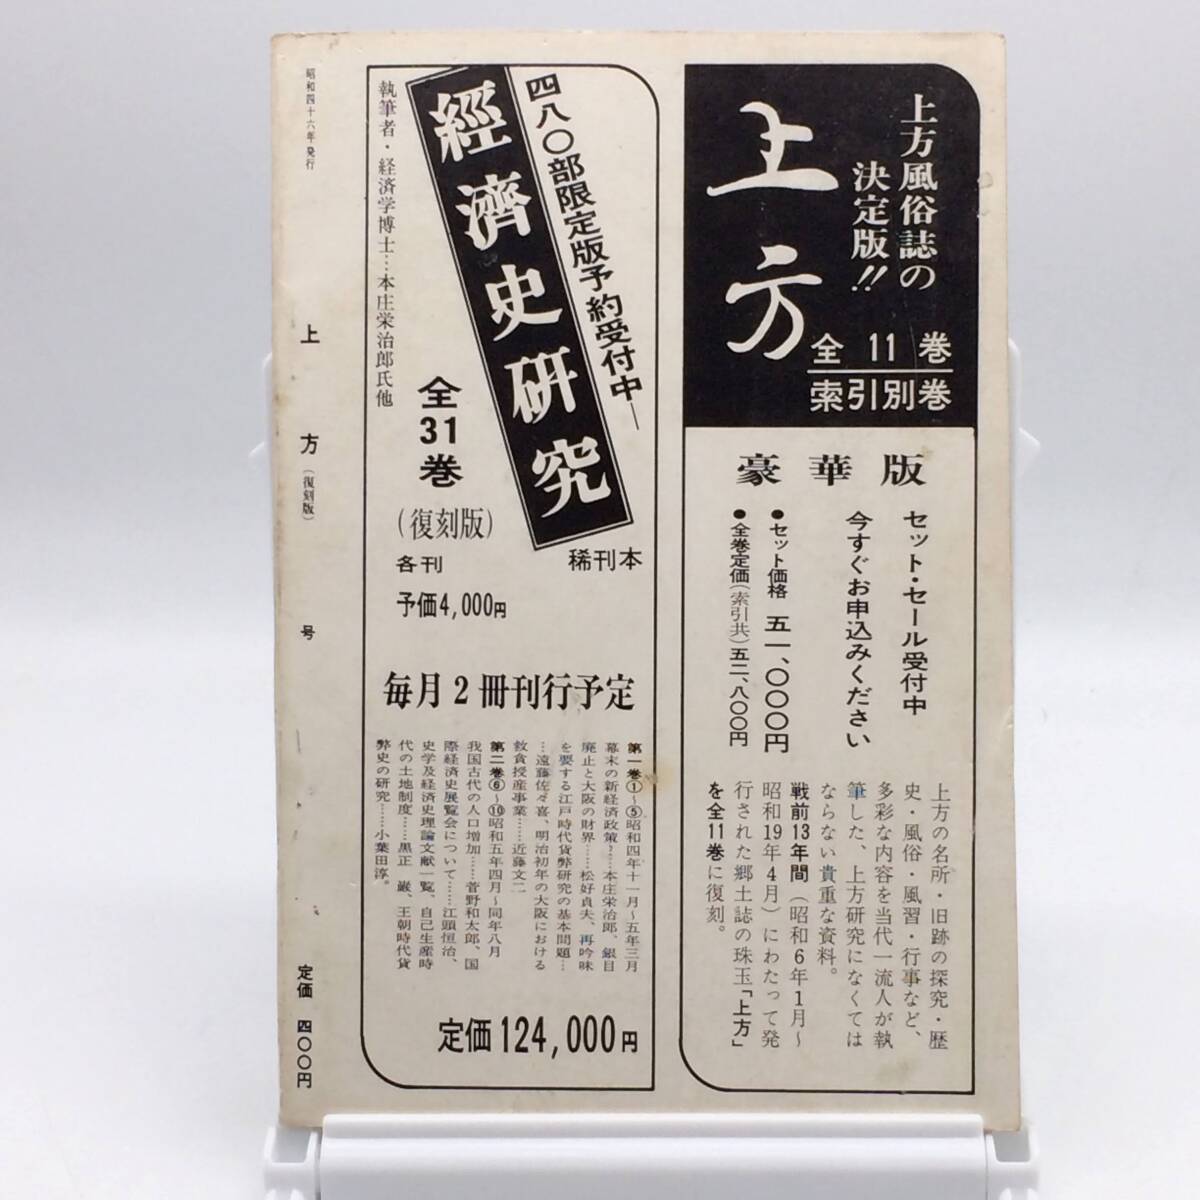 上方風俗誌の
決定版!!
上方
全11巻
索引別巻
豪華版
セット・セール受付中
今すぐお申込みください
●セット価格 五一、〇〇〇円
●全巻定価(索引共)五二、八〇〇円
上方の名所・旧跡の探究・歴
史・風俗・風習・行事など、
多彩な内容を当代一流人が執
筆した、上方研究になくては
ならない貴重な資料。
戦前13年間(昭和6年1月〜
昭和19年4月)にわたって発
行された郷土誌の珠玉「上方」
を全11巻に復刻。
四八〇部限定版予約受付中―
經濟史研究
稀刊本
執筆者・経済学博士…本庄栄治郎氏他
全31巻
(復刻版)
各刊
予価4,000円
毎月2冊刊行予定
第一巻①〜⑤昭和四年十一月〜五年三月
幕末の新経済政策……本庄栄治郎、銀目
廃止と大阪の財界……松好貞夫、再吟味
を要する江戸時代貨幣研究の基本問題…
…遠藤佐々喜、明治初年の大阪における
救貧授産事業……近藤文二
第二巻⑥〜⑩昭和五年四月〜同年八月
我国古代の人口増加……菅野和太郎、国
際経済史展覧会について……江頭恒治、
史学及経済史理論文献一覧、自己生産時
代の土地制度……黒正 巌、王朝時代貨
弊史の研究……小葉田淳。
定価124,000円
昭和四十六年発行
上方(復刻版)号
定価 四〇〇円